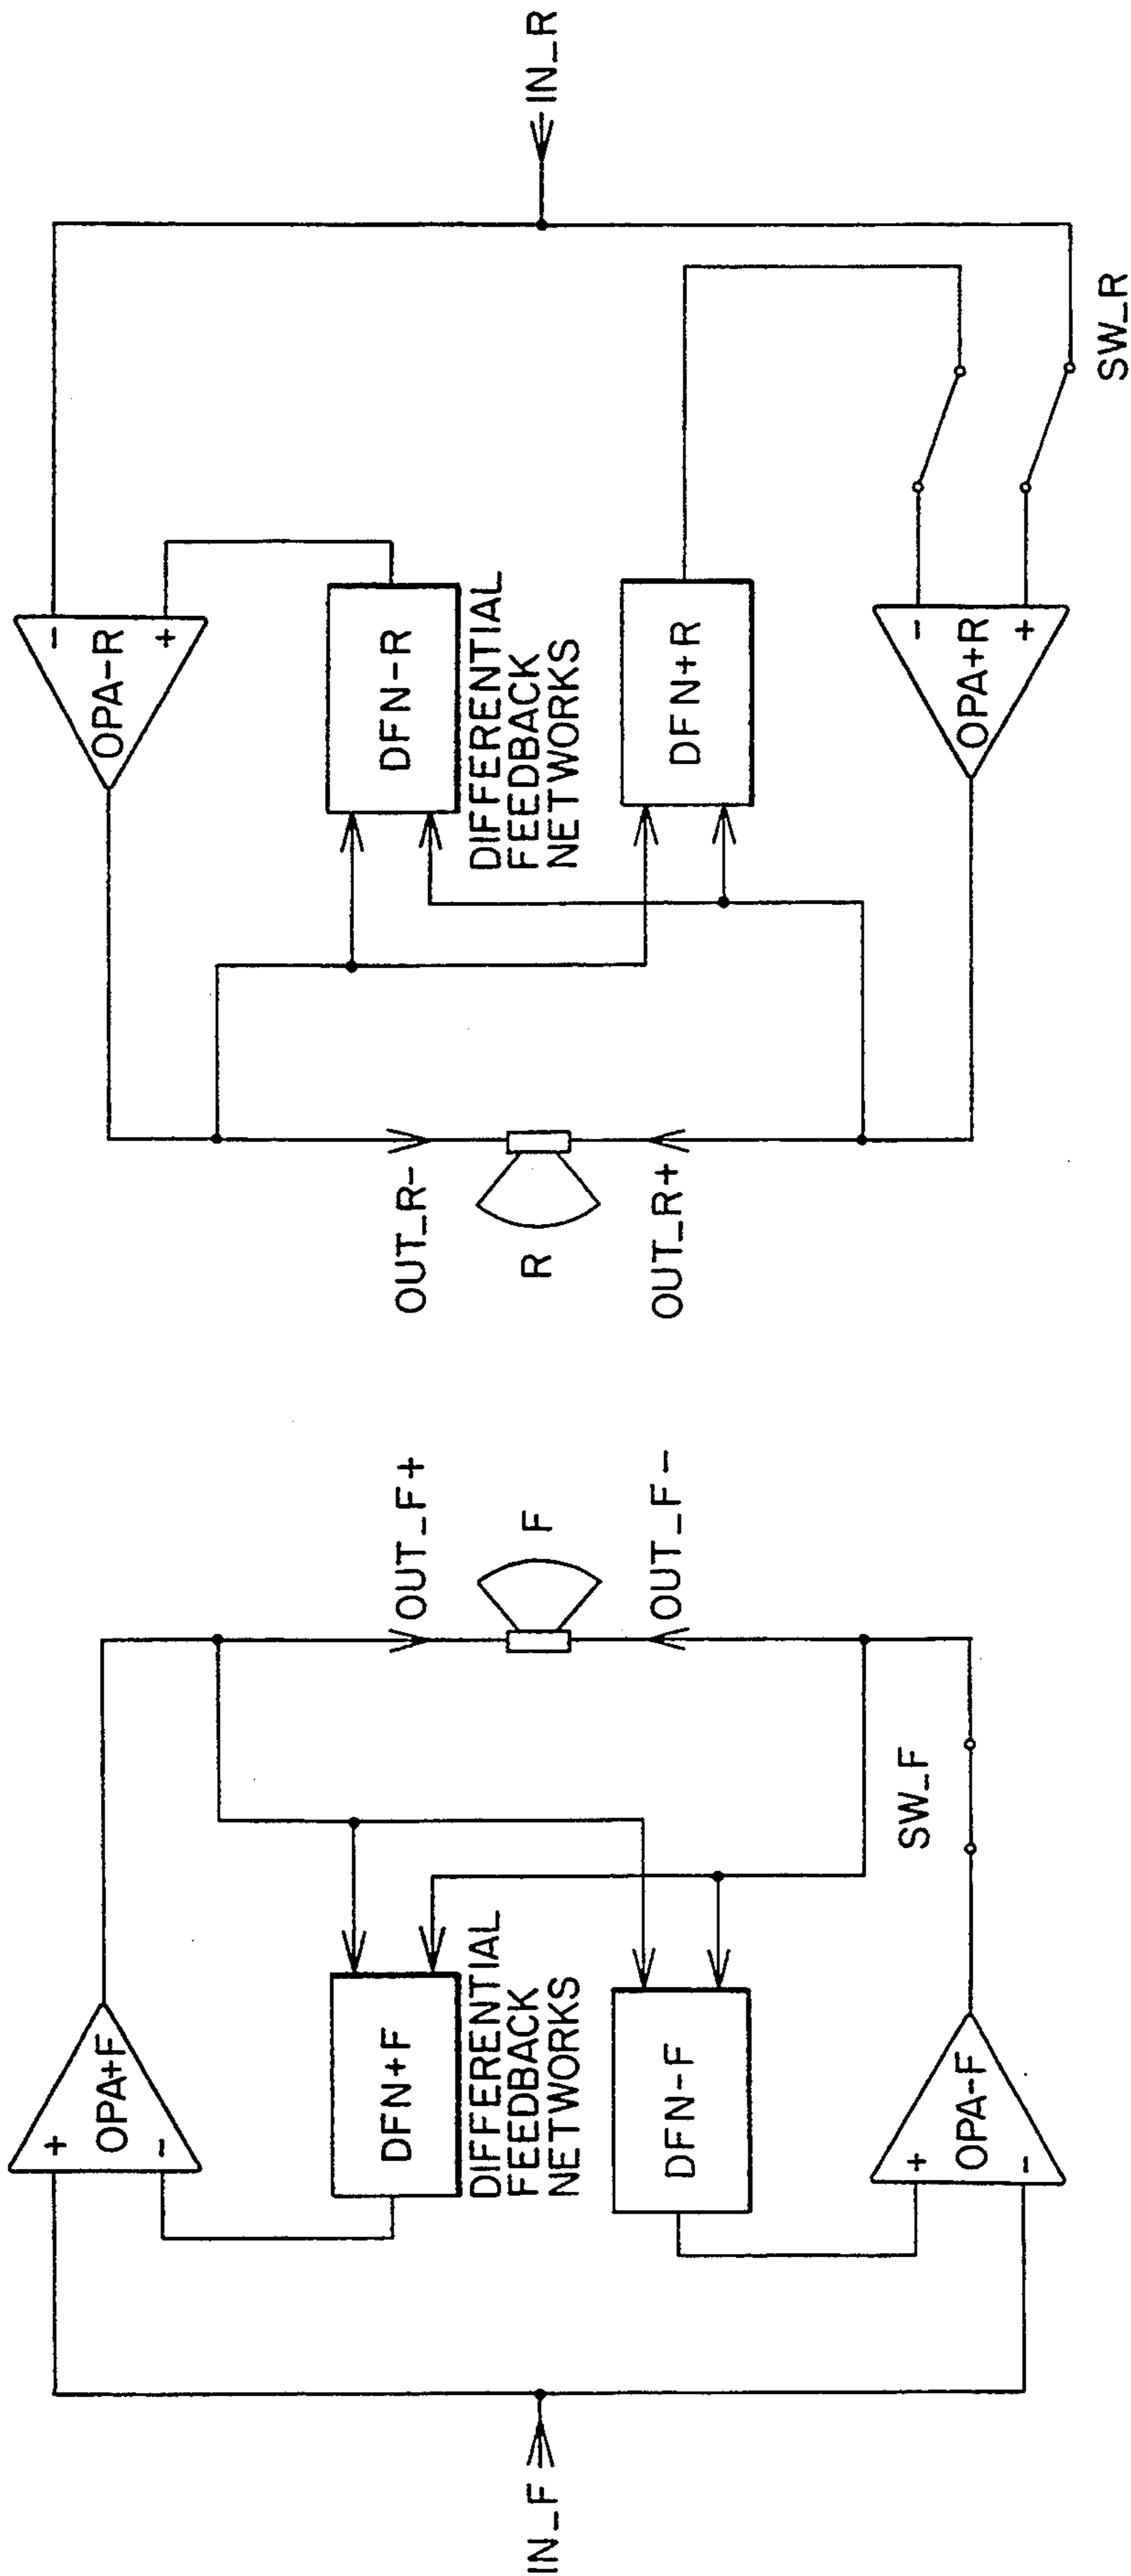 IN_F
+
OPA+F
-
DFN+F
DIFFERENTIAL
FEEDBACK
NETWORKS
DFN-F
+
OPA-F
-
SW_F
OUT_F+
F
OUT_F-
OUT_R-
R
OUT_R+
-
OPA-R
+
DFN-R
DIFFERENTIAL
FEEDBACK
NETWORKS
DFN+R
-
OPA+R
+
SW_R
IN_R